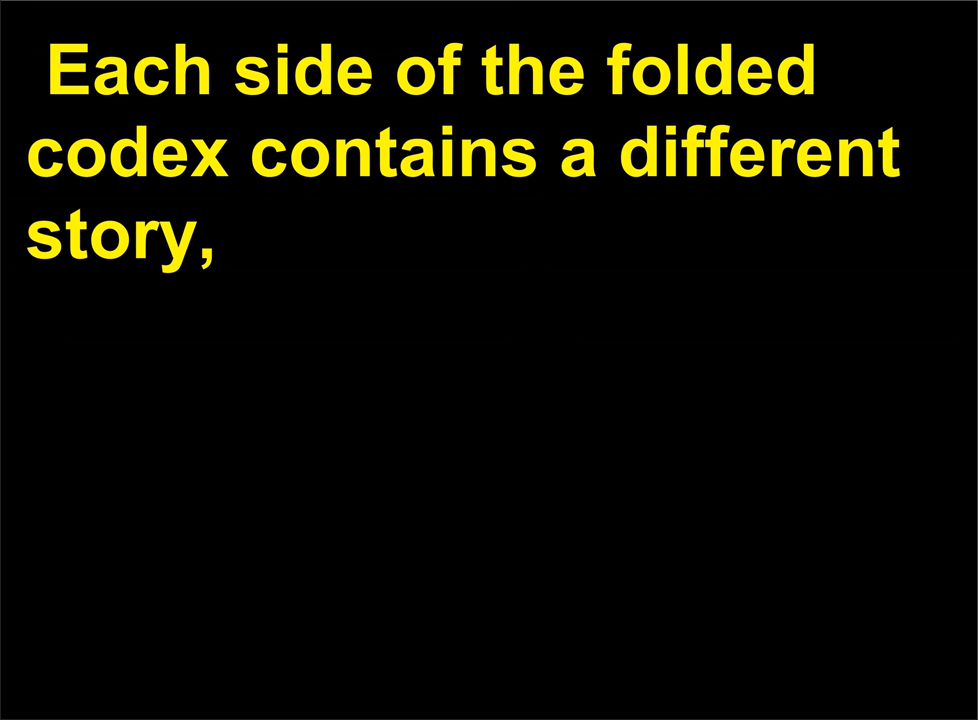 Each side of the folded
codex contains a different
story,